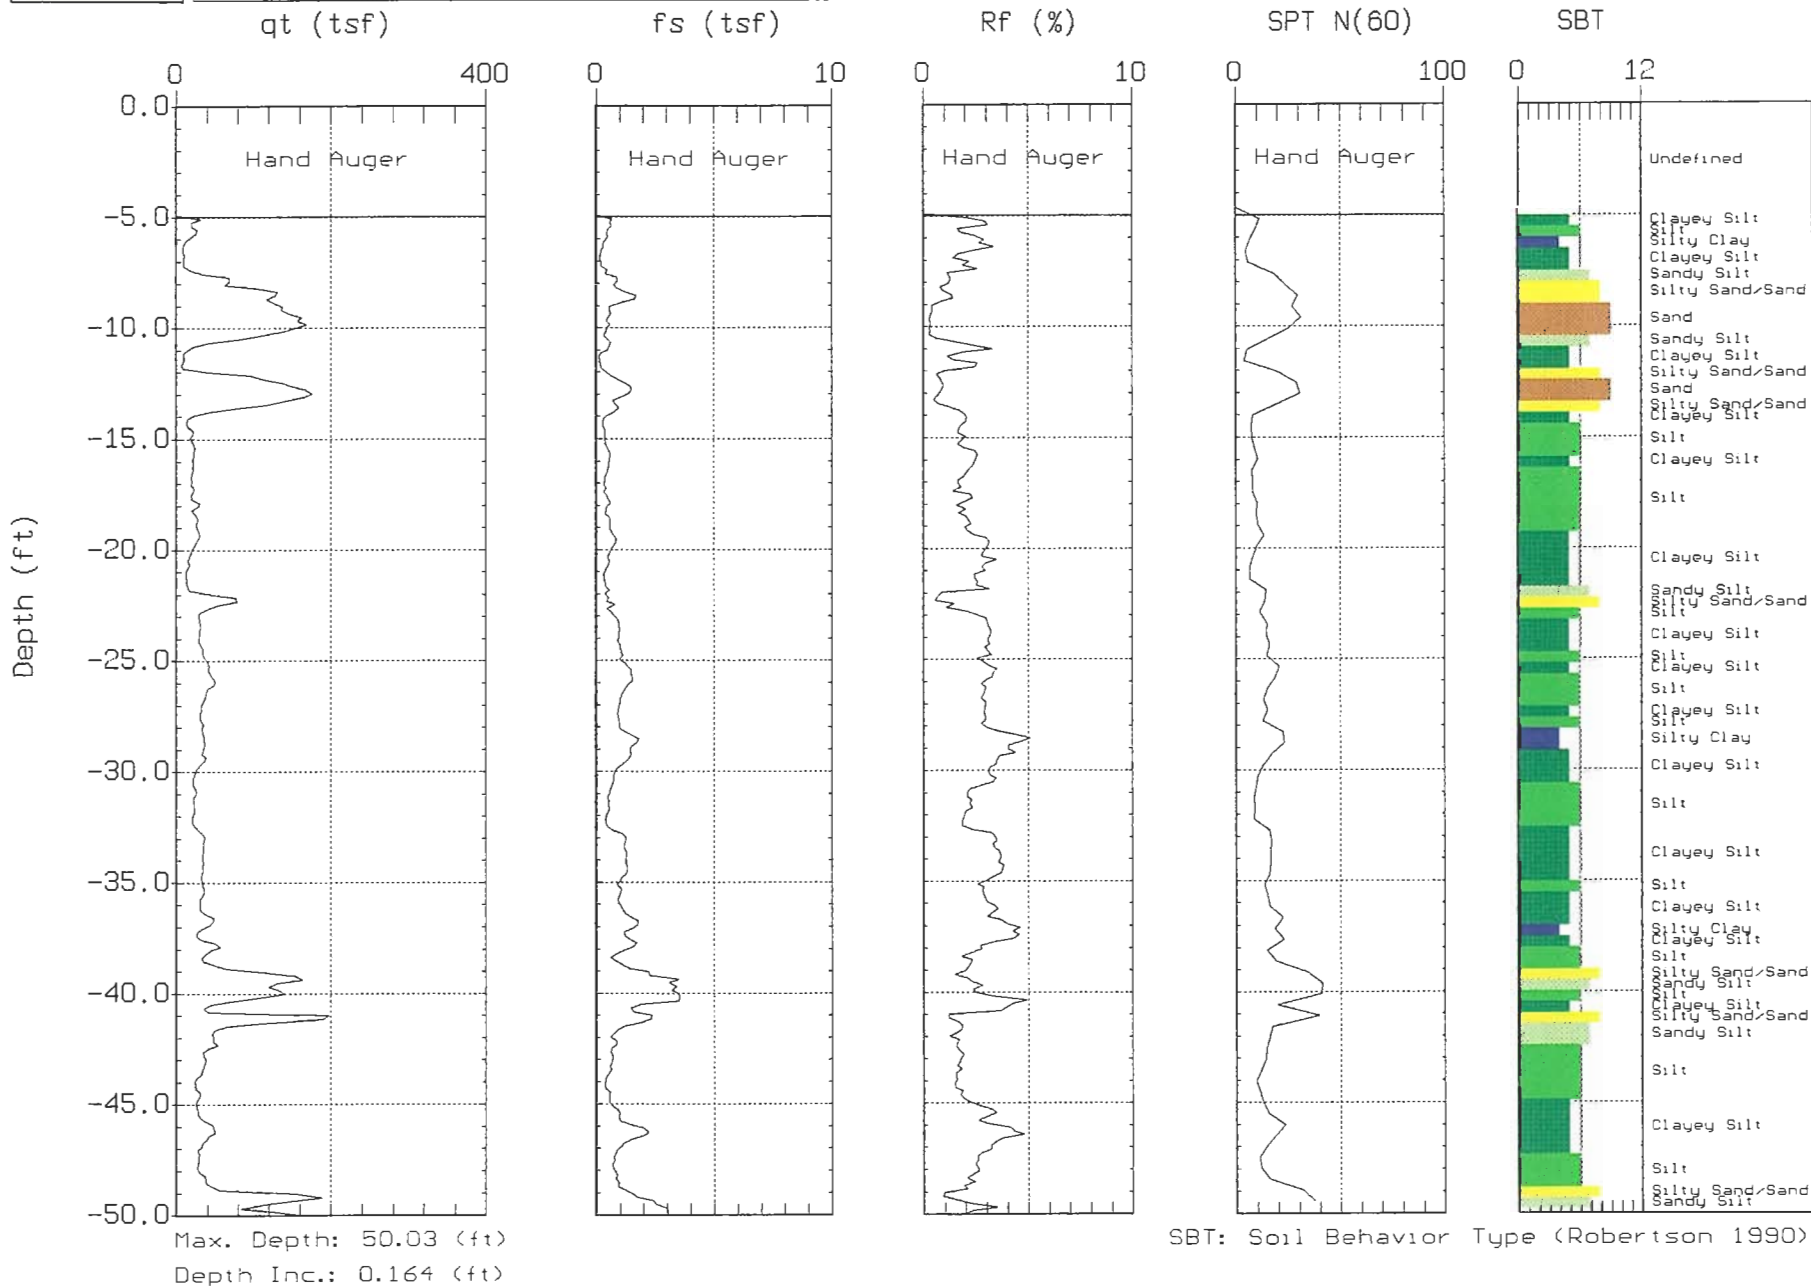 qt (tsf)
fs (tsf)
Rf (%)
SPT N(60)
SBT
0 400
0 10
0 10
0 100
0 12
Depth (ft)
0.0
-5.0
-10.0
-15.0
-20.0
-25.0
-30.0
-35.0
-40.0
-45.0
-50.0
Hand Auger
Hand Auger
Hand Auger
Hand Auger
Undefined
Clayey Silt
Silt
Silty Clay
Clayey Silt
Sandy Silt
Silty Sand/Sand
Sand
Sandy Silt
Clayey Silt
Silty Sand/Sand
Sand
Silty Sand/Sand
Clayey Silt
Silt
Clayey Silt
Silt
Clayey Silt
Sandy Silt
Silty Sand/Sand
Silt
Clayey Silt
Silt
Clayey Silt
Silt
Clayey Silt
Silt
Silty Clay
Clayey Silt
Silt
Clayey Silt
Silt
Clayey Silt
Silty Clay
Clayey Silt
Silt
Silty Sand/Sand
Sandy Silt
Silt
Clayey Silt
Silty Sand/Sand
Sandy Silt
Silt
Clayey Silt
Silt
Silty Sand/Sand
Sandy Silt
Max. Depth: 50.03 (ft)
Depth Inc.: 0.164 (ft)
SBT: Soil Behavior Type (Robertson 1990)